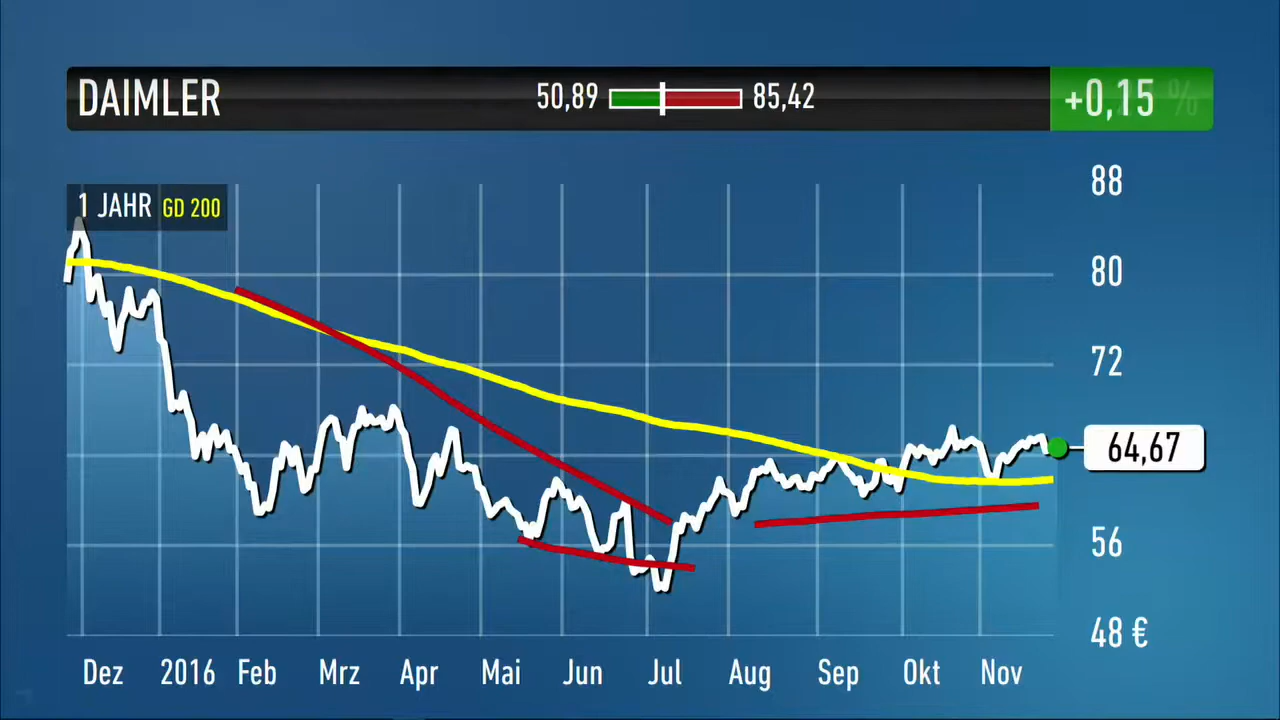 DAIMLER 50,89 85,42 +0,15 %
1 JAHR GD 200
88
80
72
64,67
56
48 €
Dez 2016 Feb Mrz Apr Mai Jun Jul Aug Sep Okt Nov